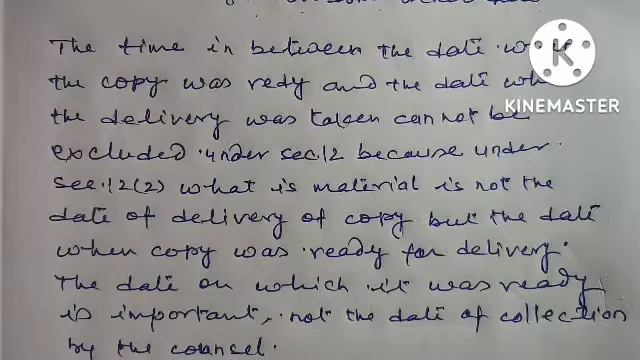 The time in between the date w
the copy was redy and the date wh
the delivery was taken can not be
excluded under sec.12 because under
sec.12(2) what is material is not the
date of delivery of copy but the date
when copy was ready for delivery.
The date on which it was ready
is important, not the date of collection
by the counsel.
K
KINEMASTER